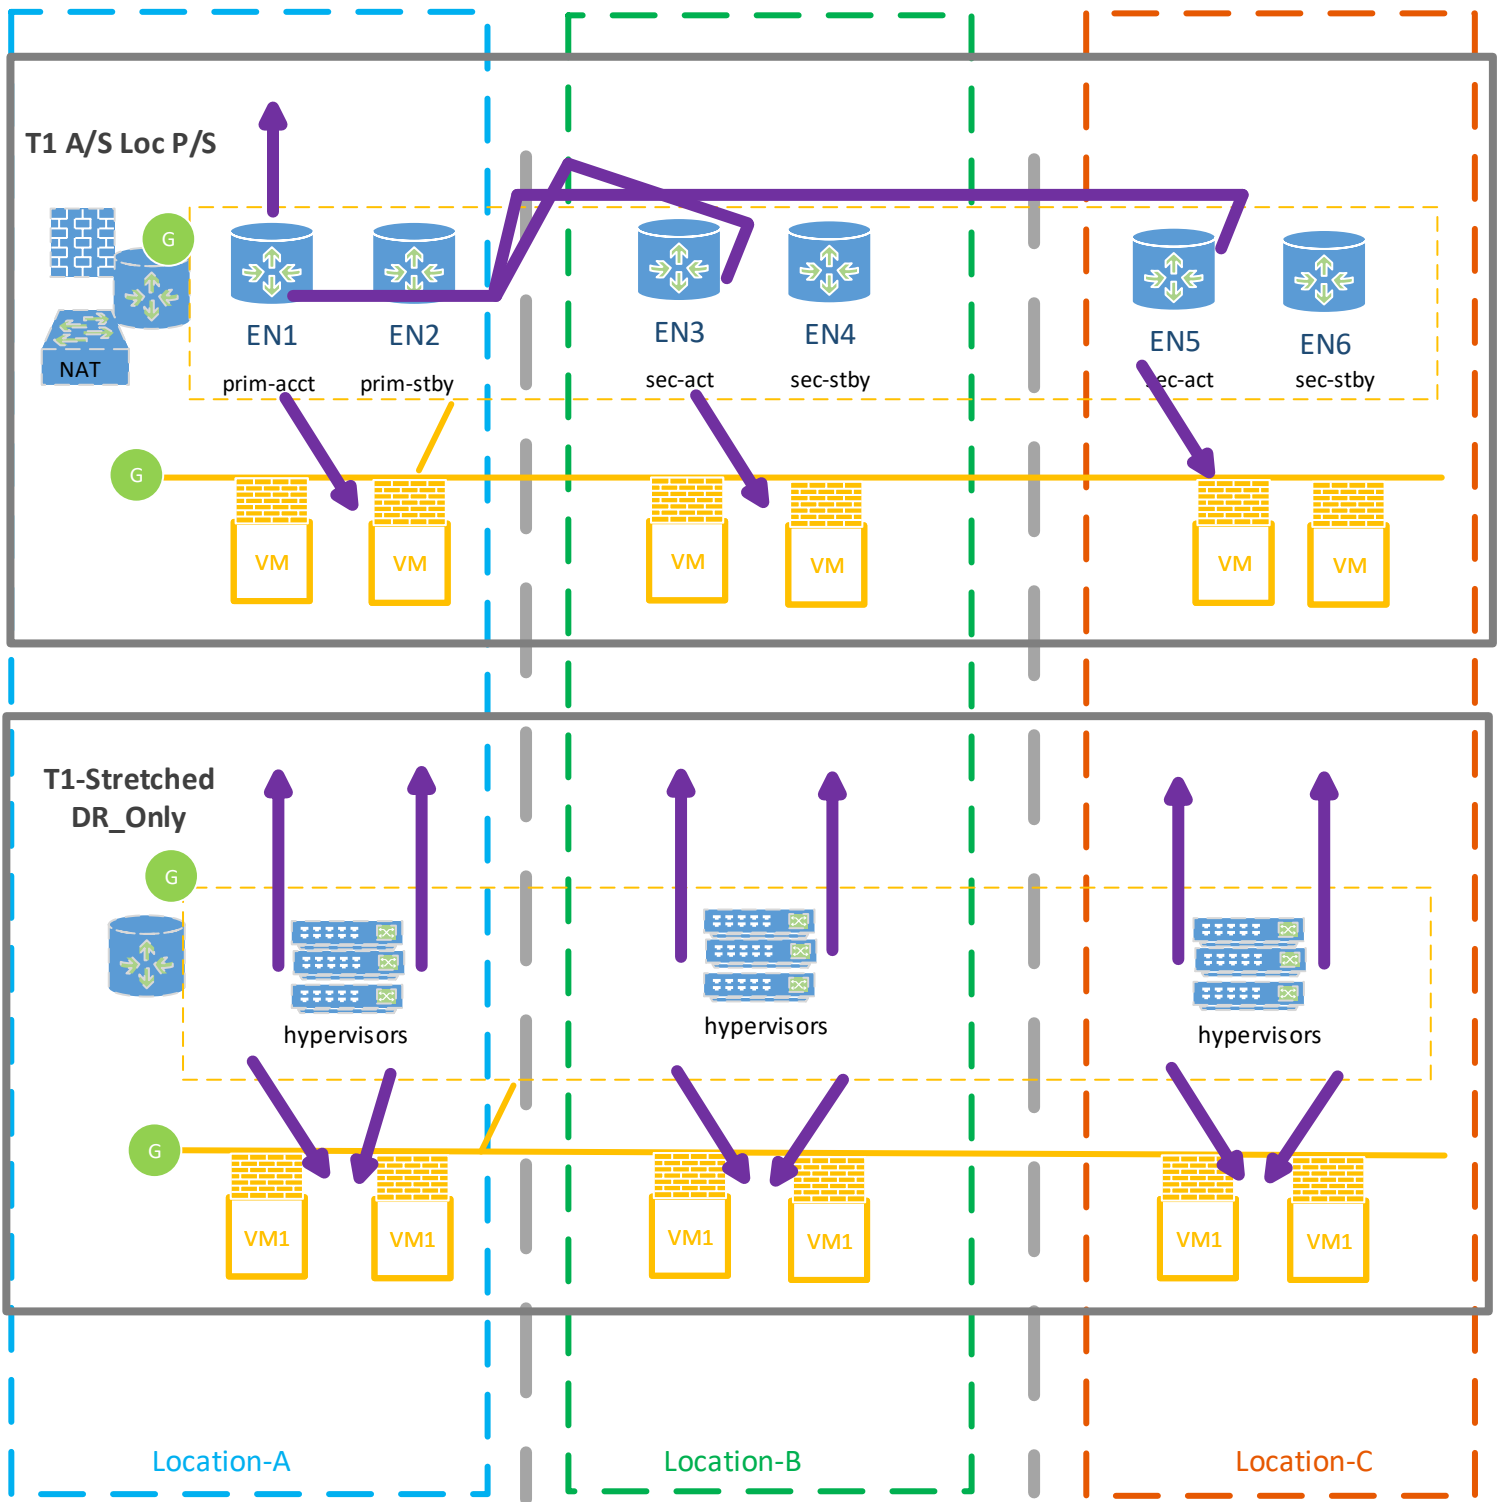 T1 A/S Loc P/S
G
NAT
EN1
EN2
EN3
EN4
EN5
EN6
prim-acct
prim-stby
sec-act
sec-stby
sec-act
sec-stby
G
VM
VM
VM
VM
VM
VM
T1-Stretched
DR_Only
G
hypervisors
hypervisors
hypervisors
G
VM1
VM1
VM1
VM1
VM1
VM1
Location-A
Location-B
Location-C